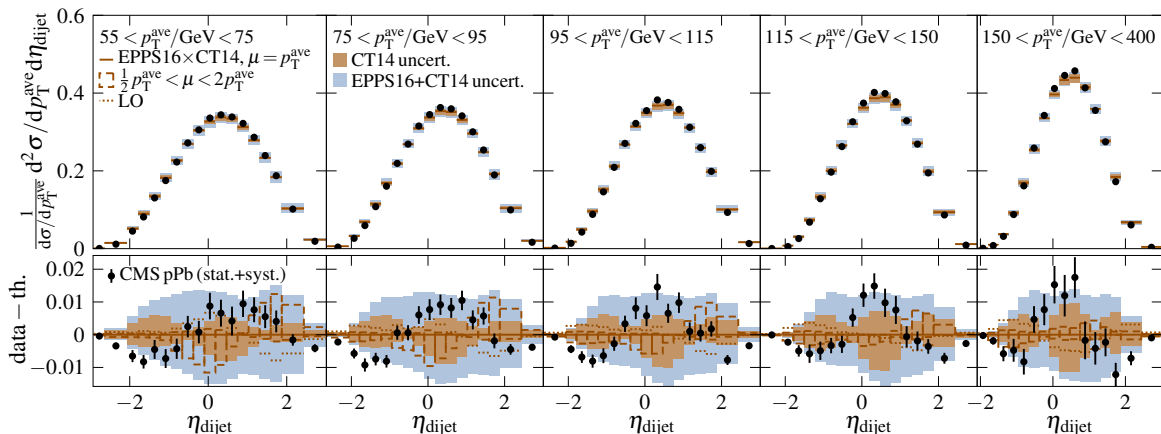 1/(dσ/dp_T^ave) d²σ/dp_T^ave dη_dijet
0.6
0.4
0.2
0
55 < p_T^ave/GeV < 75
EPPS16×CT14, μ = p_T^ave
½ p_T^ave < μ < 2p_T^ave
LO
75 < p_T^ave/GeV < 95
CT14 uncert.
EPPS16+CT14 uncert.
95 < p_T^ave/GeV < 115
115 < p_T^ave/GeV < 150
150 < p_T^ave/GeV < 400
data − th.
0.02
0.01
0
−0.01
CMS pPb (stat.+syst.)
−2 0 2
−2 0 2
−2 0 2
−2 0 2
−2 0 2
η_dijet
η_dijet
η_dijet
η_dijet
η_dijet